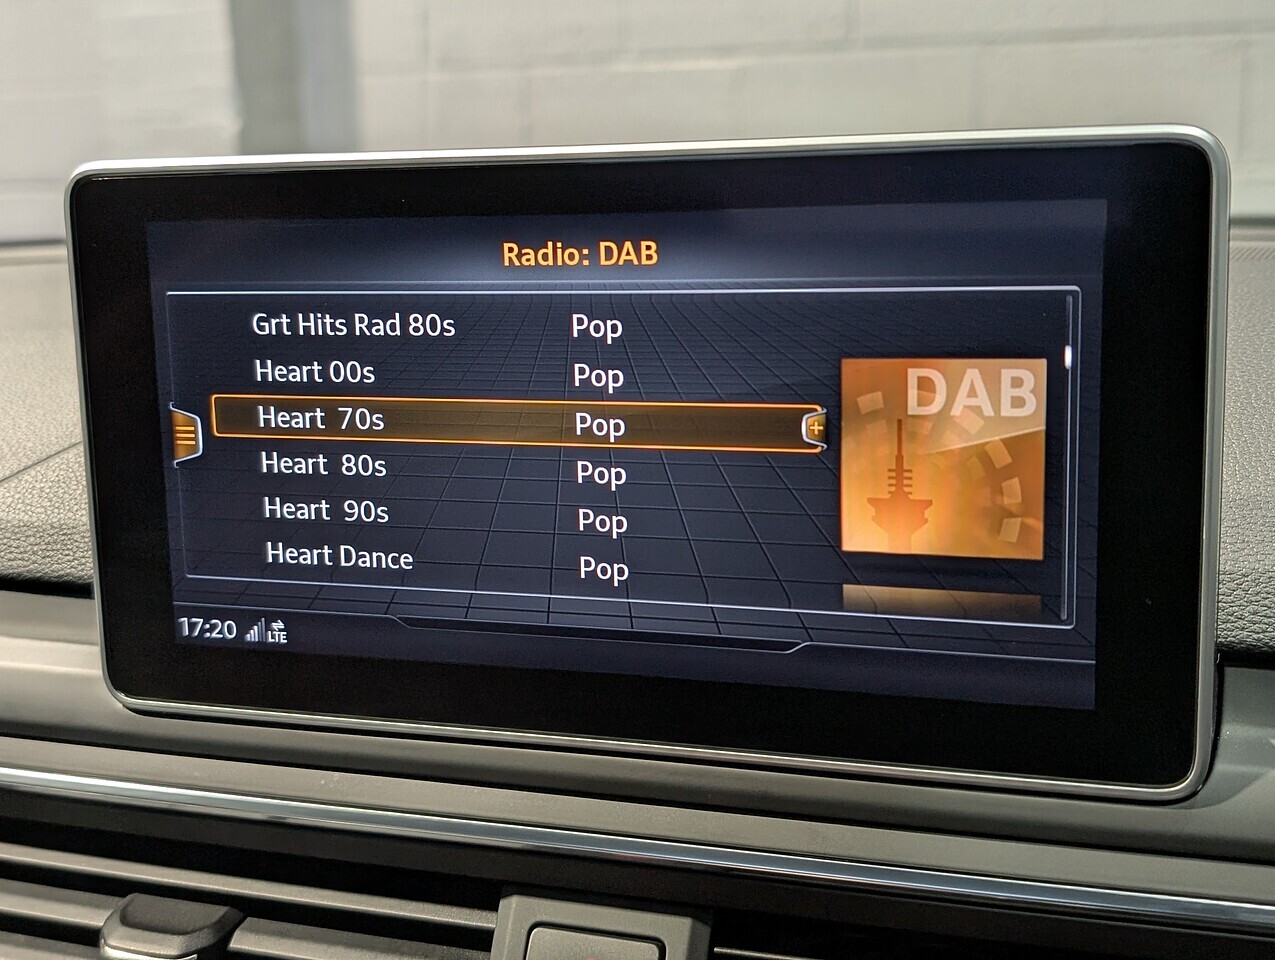 Radio: DAB
Grt Hits Rad 80s Pop
Heart 00s Pop
Heart 70s Pop
Heart 80s Pop
Heart 90s Pop
Heart Dance Pop
DAB
17:20 LTE